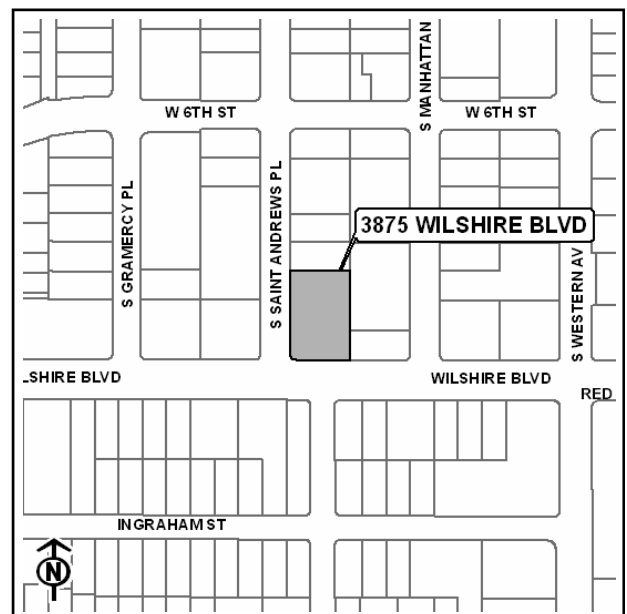 S MANHATTAN
W 6TH ST
W 6TH ST
S GRAMERCY PL
S SAINT ANDREWS PL
3875 WILSHIRE BLVD
S WESTERN AV
LSHIRE BLVD
WILSHIRE BLVD
RED
INGRAHAM ST
N